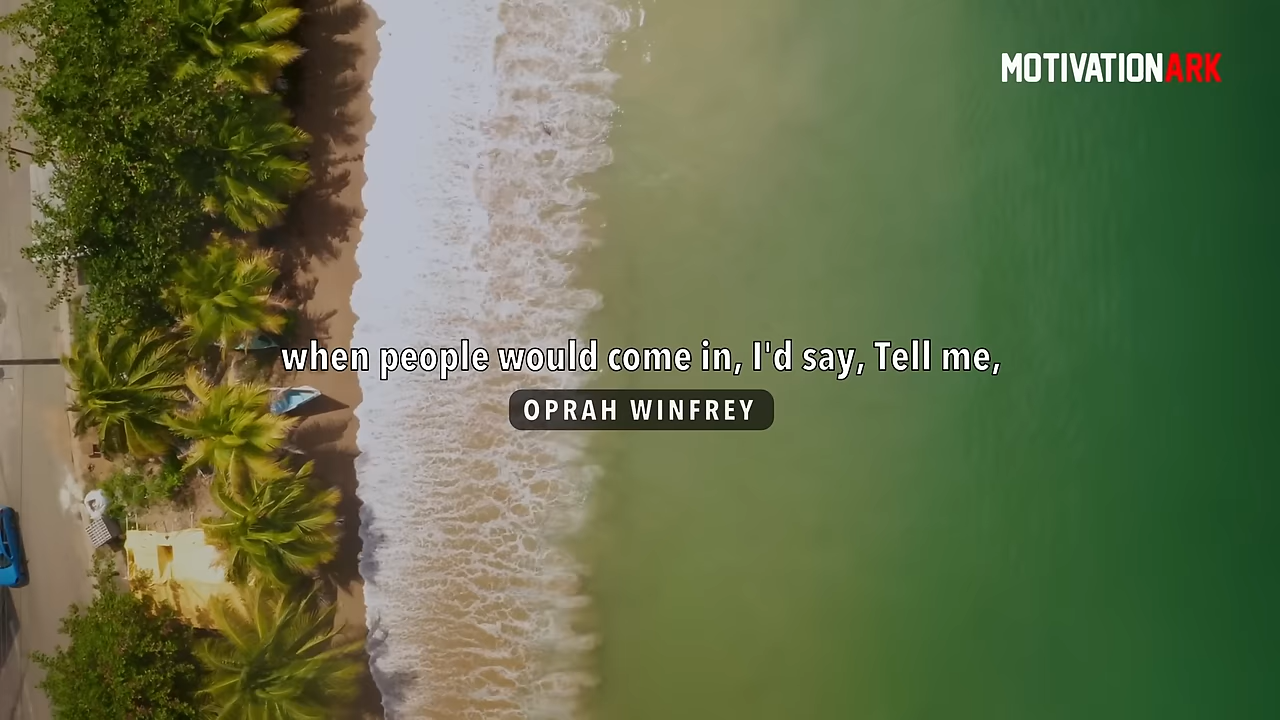 MOTIVATIONARK
when people would come in, I'd say, Tell me,
OPRAH WINFREY